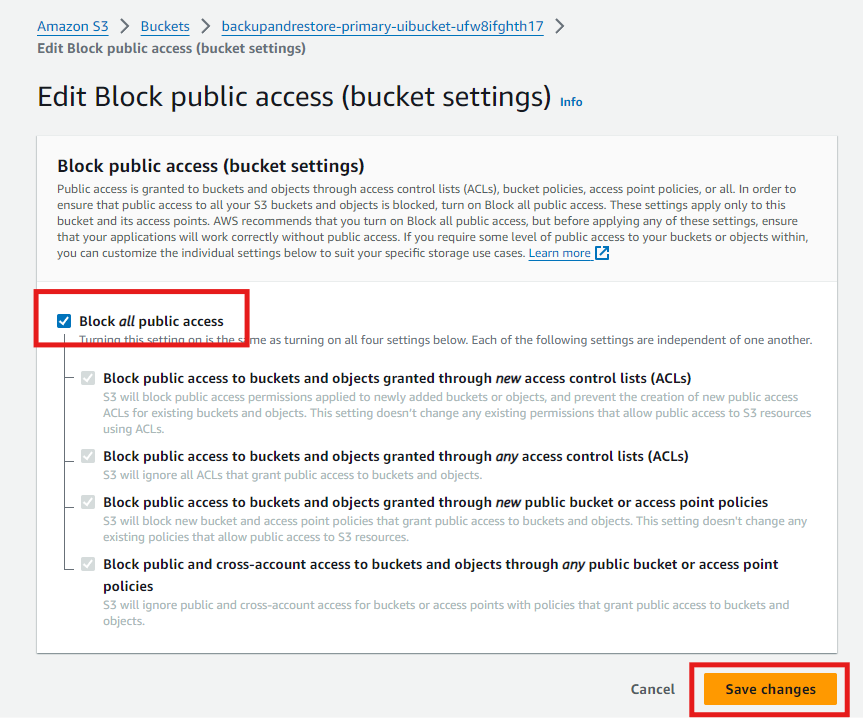 Amazon S3 > Buckets > backupandrestore-primary-uibucket-ufw8ifghth17 >
Edit Block public access (bucket settings)
Edit Block public access (bucket settings) Info
Block public access (bucket settings)
Public access is granted to buckets and objects through access control lists (ACLs), bucket policies, access point policies, or all. In order to
ensure that public access to all your S3 buckets and objects is blocked, turn on Block all public access. These settings apply only to this
bucket and its access points. AWS recommends that you turn on Block all public access, but before applying any of these settings, ensure
that your applications will work correctly without public access. If you require some level of public access to your buckets or objects within,
you can customize the individual settings below to suit your specific storage use cases. Learn more
Block all public access
Turning this setting on is the same as turning on all four settings below. Each of the following settings are independent of one another.
Block public access to buckets and objects granted through new access control lists (ACLs)
S3 will block public access permissions applied to newly added buckets or objects, and prevent the creation of new public access
ACLs for existing buckets and objects. This setting doesn't change any existing permissions that allow public access to S3 resources
using ACLs.
Block public access to buckets and objects granted through any access control lists (ACLs)
S3 will ignore all ACLs that grant public access to buckets and objects.
Block public access to buckets and objects granted through new public bucket or access point policies
S3 will block new bucket and access point policies that grant public access to buckets and objects. This setting doesn't change any
existing policies that allow public access to S3 resources.
Block public and cross-account access to buckets and objects through any public bucket or access point
policies
S3 will ignore public and cross-account access for buckets or access points with policies that grant public access to buckets and
objects.
Cancel Save changes